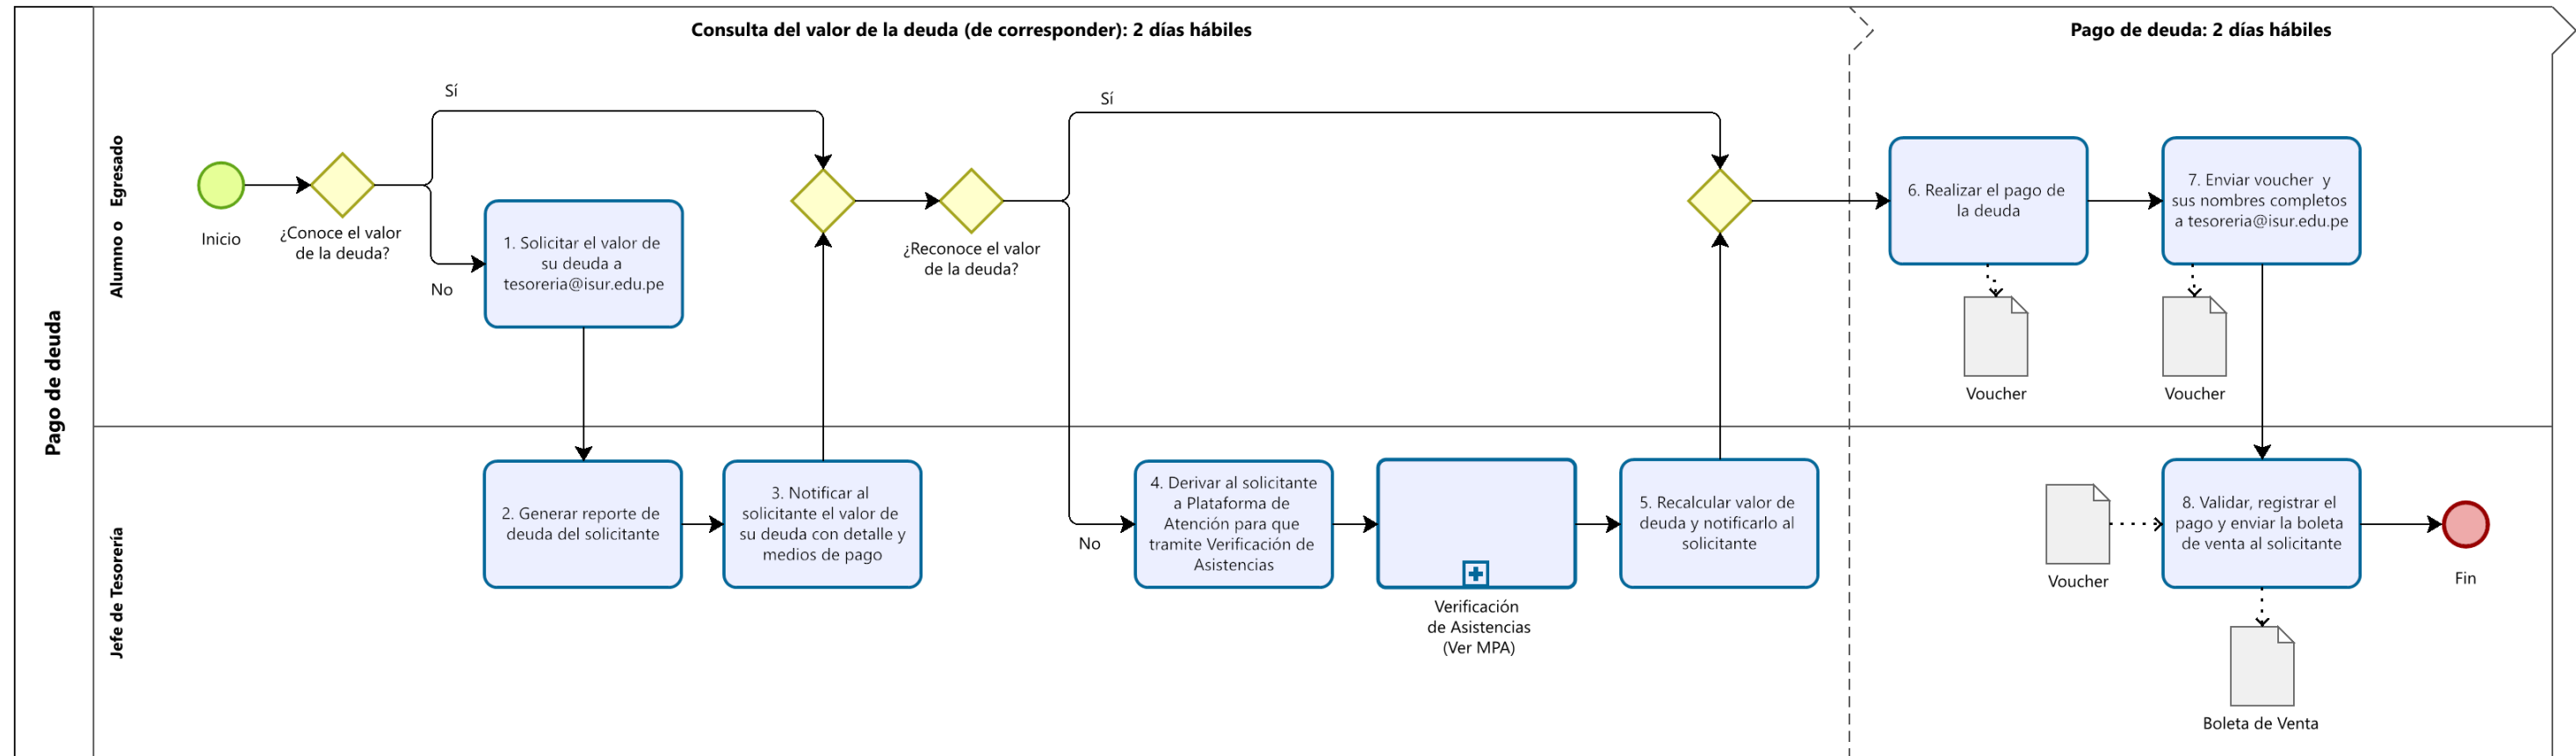 Pago de deuda
Consulta del valor de la deuda (de corresponder): 2 días hábiles
Pago de deuda: 2 días hábiles
Alumno o Egresado
Inicio
¿Conoce el valor
de la deuda?
Sí
No
1. Solicitar el valor de
su deuda a
tesoreria@isur.edu.pe
¿Reconoce el valor
de la deuda?
Sí
No
6. Realizar el pago de
la deuda
Voucher
7. Enviar voucher y
sus nombres completos
a tesoreria@isur.edu.pe
Voucher
Jefe de Tesorería
2. Generar reporte de
deuda del solicitante
3. Notificar al
solicitante el valor de
su deuda con detalle y
medios de pago
4. Derivar al solicitante
a Plataforma de
Atención para que
tramite Verificación de
Asistencias
Verificación
de Asistencias
(Ver MPA)
5. Recalcular valor de
deuda y notificarlo al
solicitante
Voucher
8. Validar, registrar el
pago y enviar la boleta
de venta al solicitante
Boleta de Venta
Fin